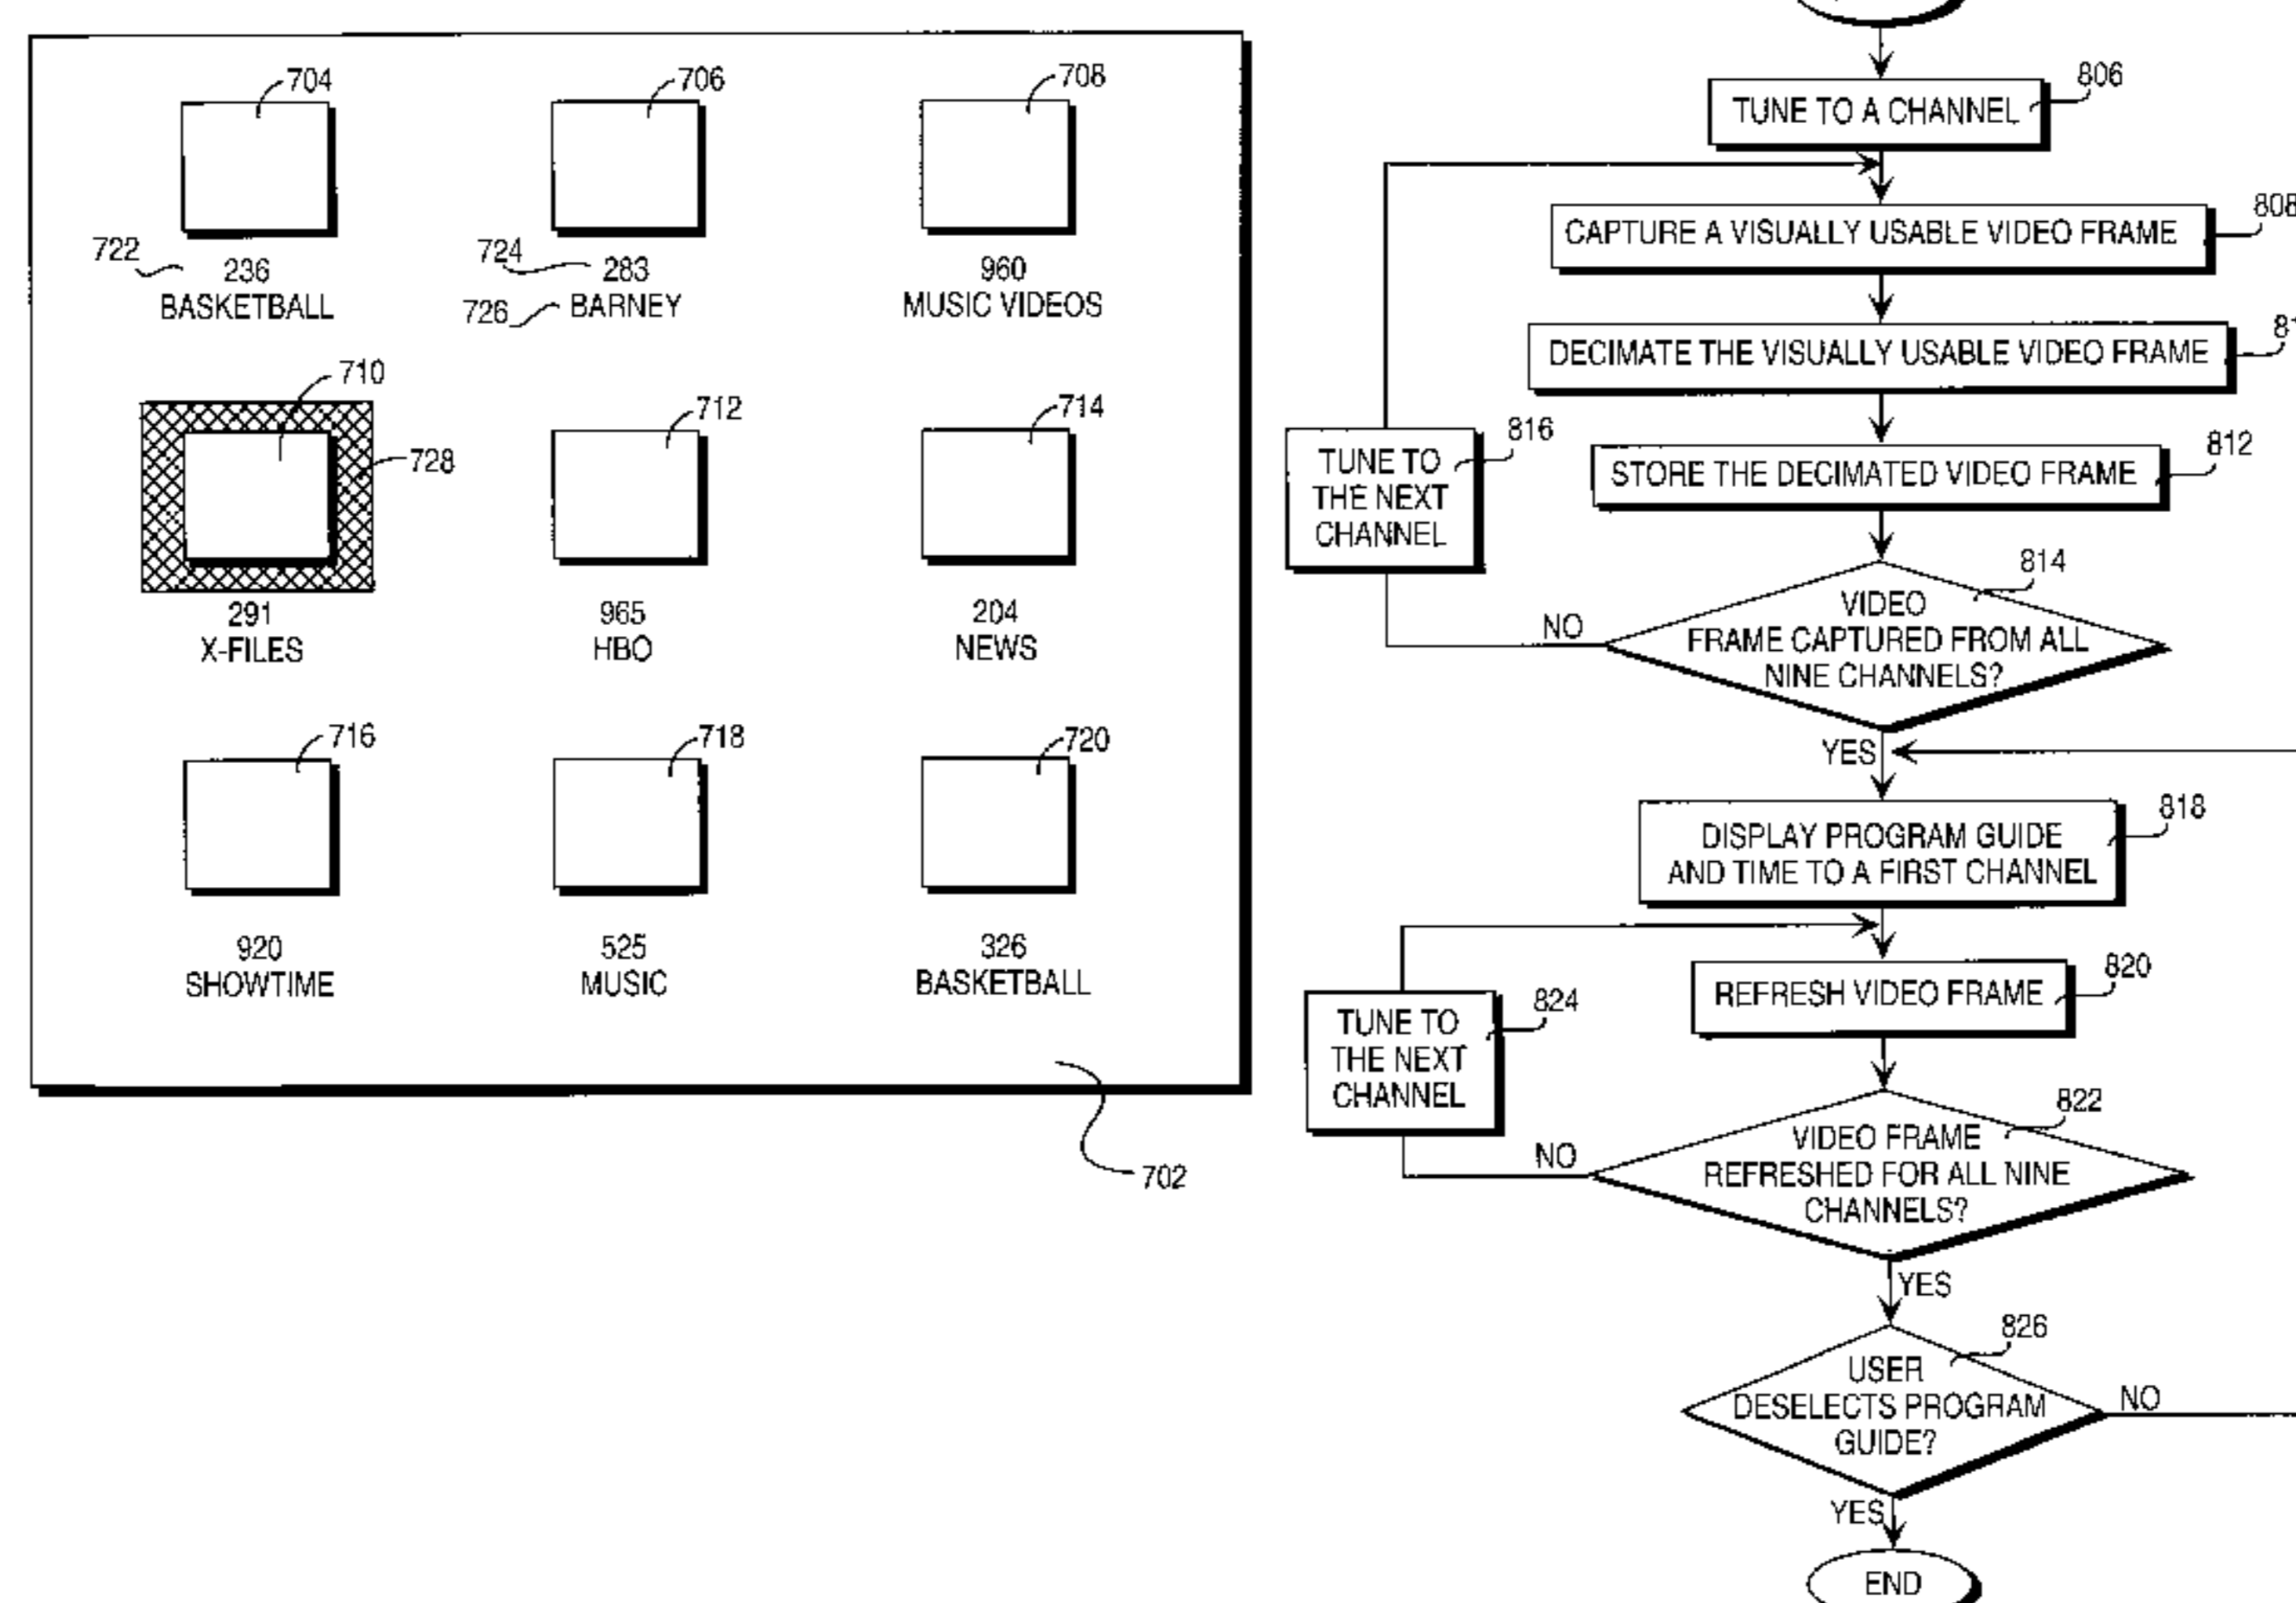 704
706
708
722
236
BASKETBALL
724
283
726
BARNEY
960
MUSIC VIDEOS
710
728
712
714
291
X-FILES
965
HBO
204
NEWS
716
718
720
920
SHOWTIME
525
MUSIC
326
BASKETBALL
702
TUNE TO A CHANNEL
806
CAPTURE A VISUALLY USABLE VIDEO FRAME
808
DECIMATE THE VISUALLY USABLE VIDEO FRAME
STORE THE DECIMATED VIDEO FRAME
812
TUNE TO
THE NEXT
CHANNEL
816
814
VIDEO
FRAME CAPTURED FROM ALL
NINE CHANNELS?
NO
YES
DISPLAY PROGRAM GUIDE
AND TIME TO A FIRST CHANNEL
818
REFRESH VIDEO FRAME
820
TUNE TO
THE NEXT
CHANNEL
824
822
VIDEO FRAME
REFRESHED FOR ALL NINE
CHANNELS?
NO
YES
826
USER
DESELECTS PROGRAM
GUIDE?
NO
YES
END